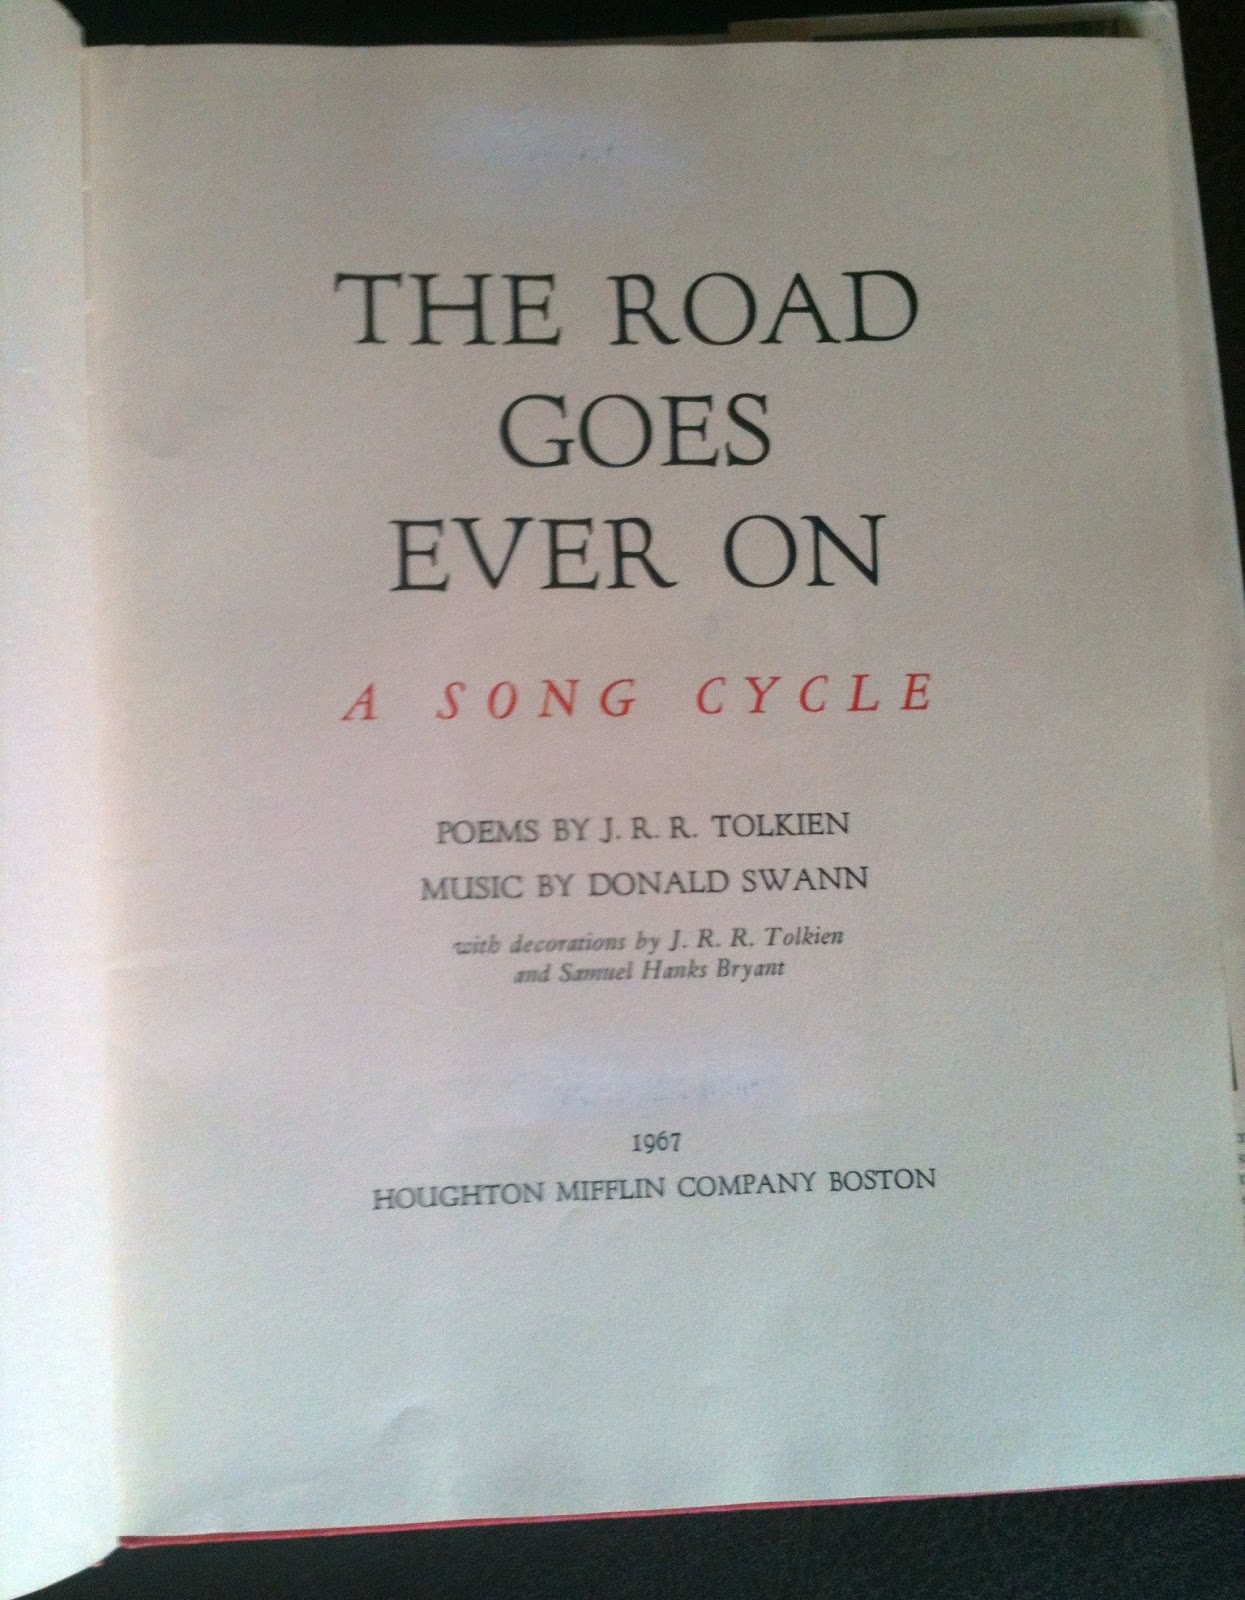 THE ROAD
GOES
EVER ON
A SONG CYCLE
POEMS BY J. R. R. TOLKIEN
MUSIC BY DONALD SWANN
with decorations by J. R. R. Tolkien
and Samuel Hanks Bryant
1967
HOUGHTON MIFFLIN COMPANY BOSTON